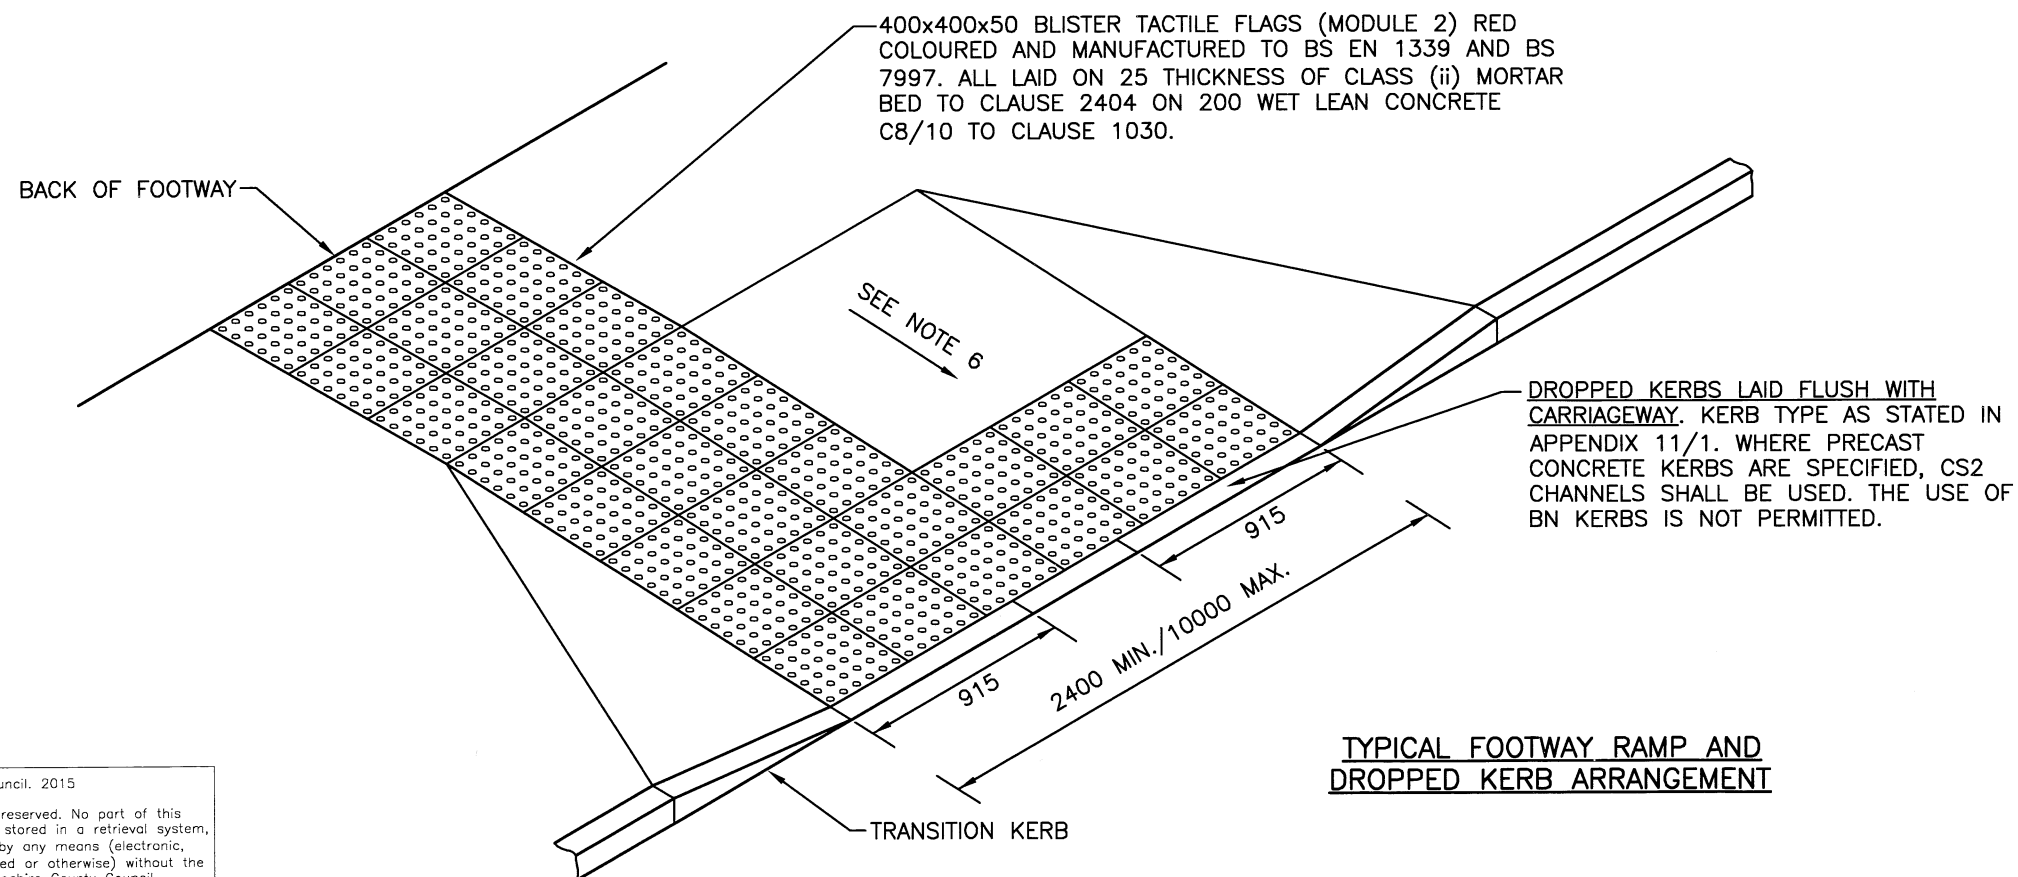 400x400x50 BLISTER TACTILE FLAGS (MODULE 2) RED
COLOURED AND MANUFACTURED TO BS EN 1339 AND BS
7997. ALL LAID ON 25 THICKNESS OF CLASS (ii) MORTAR
BED TO CLAUSE 2404 ON 200 WET LEAN CONCRETE
C8/10 TO CLAUSE 1030.
BACK OF FOOTWAY
SEE NOTE 6
DROPPED KERBS LAID FLUSH WITH
CARRIAGEWAY. KERB TYPE AS STATED IN
APPENDIX 11/1. WHERE PRECAST
CONCRETE KERBS ARE SPECIFIED, CS2
CHANNELS SHALL BE USED. THE USE OF
BN KERBS IS NOT PERMITTED.
915
2400 MIN./10000 MAX.
915
TYPICAL FOOTWAY RAMP AND
DROPPED KERB ARRANGEMENT
TRANSITION KERB
uncil. 2015
reserved. No part of this
stored in a retrieval system,
by any means (electronic,
ed or otherwise) without the
County Council